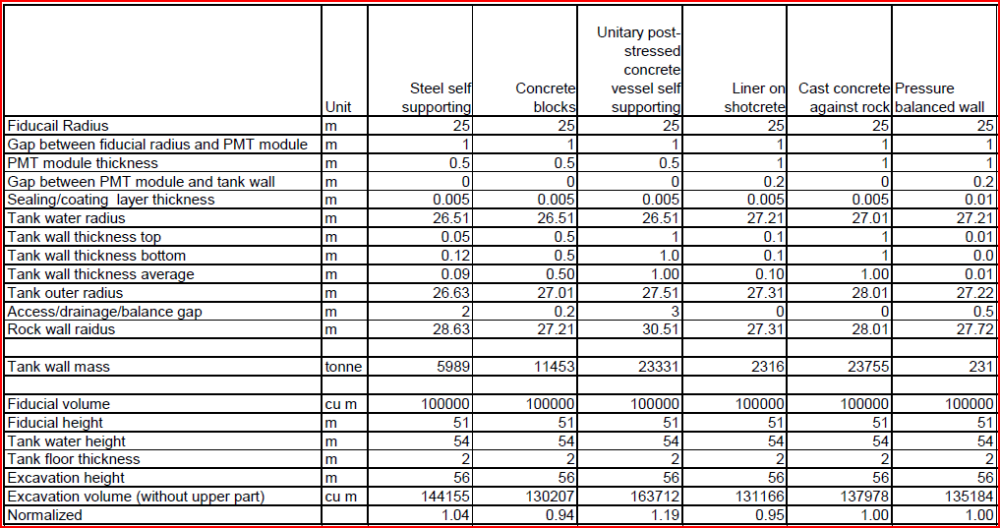 Unit Steel self supporting Concrete blocks Unitary post-stressed concrete vessel self supporting Liner on shotcrete Cast concrete against rock Pressure balanced wall
Fiducail Radius m 25 25 25 25 25 25
Gap between fiducial radius and PMT module m 1 1 1 1 1 1
PMT module thickness m 0.5 0.5 0.5 1 1 1
Gap between PMT module and tank wall m 0 0 0 0.2 0 0.2
Sealing/coating layer thickness m 0.005 0.005 0.005 0.005 0.005 0.01
Tank water radius m 26.51 26.51 26.51 27.21 27.01 27.21
Tank wall thickness top m 0.05 0.5 1 0.1 1 0.01
Tank wall thickness bottom m 0.12 0.5 1.0 0.1 1 0.0
Tank wall thickness average m 0.09 0.50 1.00 0.10 1.00 0.01
Tank outer radius m 26.63 27.01 27.51 27.31 28.01 27.22
Access/drainage/balance gap m 2 0.2 3 0 0 0.5
Rock wall raidus m 28.63 27.21 30.51 27.31 28.01 27.72
Tank wall mass tonne 5989 11453 23331 2316 23755 231
Fiducial volume cu m 100000 100000 100000 100000 100000 100000
Fiducial height m 51 51 51 51 51 51
Tank water height m 54 54 54 54 54 54
Tank floor thickness m 2 2 2 2 2 2
Excavation height m 56 56 56 56 56 56
Excavation volume (without upper part) cu m 144155 130207 163712 131166 137978 135184
Normalized 1.04 0.94 1.19 0.95 1.00 1.00